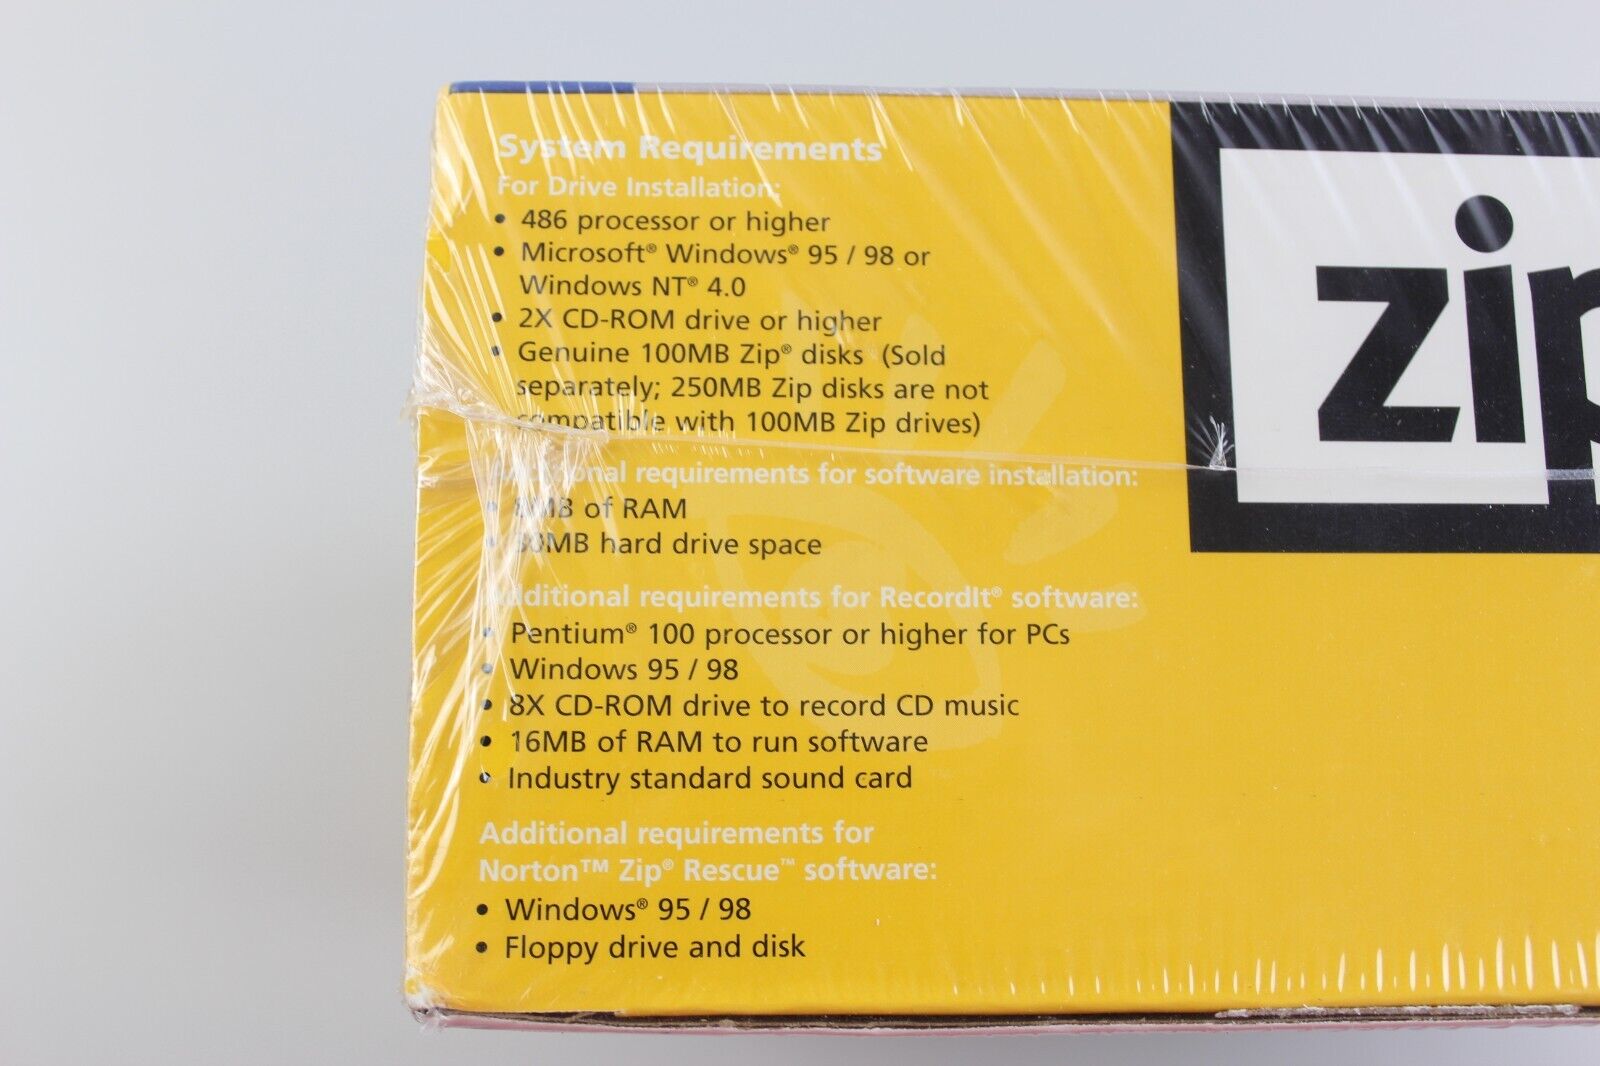 System Requirements
For Drive Installation:
• 486 processor or higher
• Microsoft® Windows® 95 / 98 or
Windows NT® 4.0
• 2X CD-ROM drive or higher
• Genuine 100MB Zip® disks (Sold
separately; 250MB Zip disks are not
compatible with 100MB Zip drives)
Additional requirements for software installation:
• 8MB of RAM
• hard drive space
Additional requirements for RecordIt® software:
• Pentium® 100 processor or higher for PCs
• Windows 95 / 98
• 8X CD-ROM drive to record CD music
• 16MB of RAM to run software
• Industry standard sound card
Additional requirements for
Norton™ Zip® Rescue™ software:
• Windows® 95 / 98
• Floppy drive and disk
zip